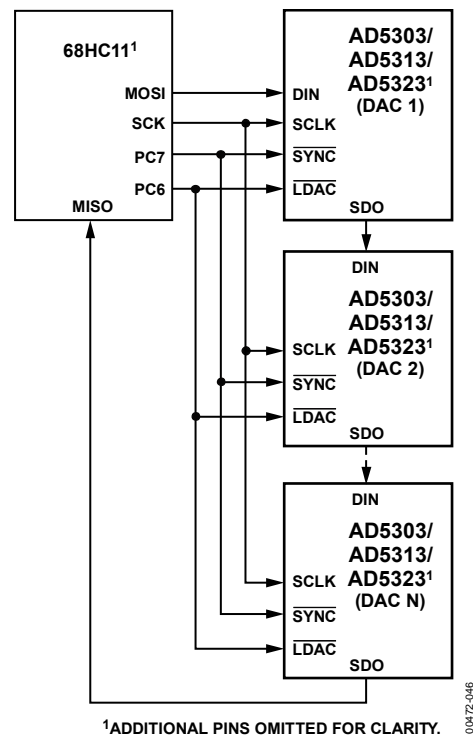 68HC11¹
MOSI
SCK
PC7
PC6
MISO
AD5303/
AD5313/
AD5323¹
(DAC 1)
DIN
SCLK
SYNC
LDAC
SDO
DIN
AD5303/
AD5313/
AD5323¹
(DAC 2)
SCLK
SYNC
LDAC
SDO
DIN
AD5303/
AD5313/
AD5323¹
(DAC N)
SCLK
SYNC
LDAC
SDO
¹ADDITIONAL PINS OMITTED FOR CLARITY.
00472-046